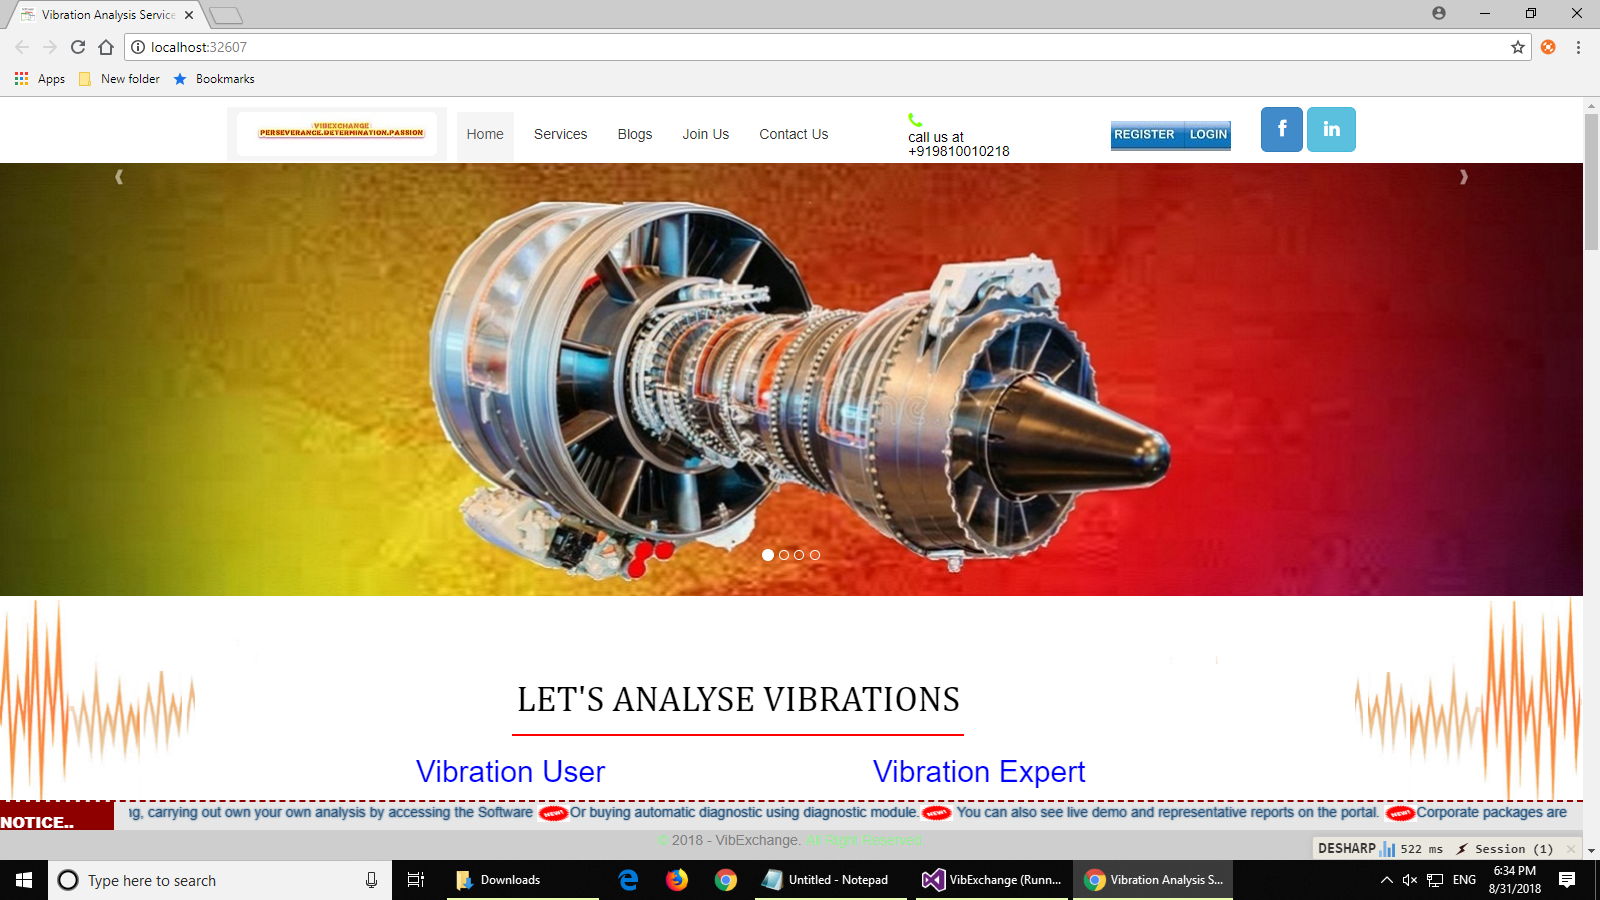 Vibration Analysis Service
localhost:32607
Apps
New folder
Bookmarks
VIBEXCHANGE
PERSEVERANCE.DETERMINATION.PASSION
Home
Services
Blogs
Join Us
Contact Us
call us at
+919810010218
REGISTER
LOGIN
f
in
LET'S ANALYSE VIBRATIONS
Vibration User
Vibration Expert
NOTICE..
ng, carrying out own your own analysis by accessing the Software NEW! Or buying automatic diagnostic using diagnostic module. NEW! You can also see live demo and representative reports on the portal. NEW! Corporate packages are
© 2018 - VibExchange. All Right Reserved
DESHARP 522 ms Session (1)
Type here to search
Downloads
Untitled - Notepad
VibExchange (Runn...
Vibration Analysis S...
ENG
6:34 PM
8/31/2018